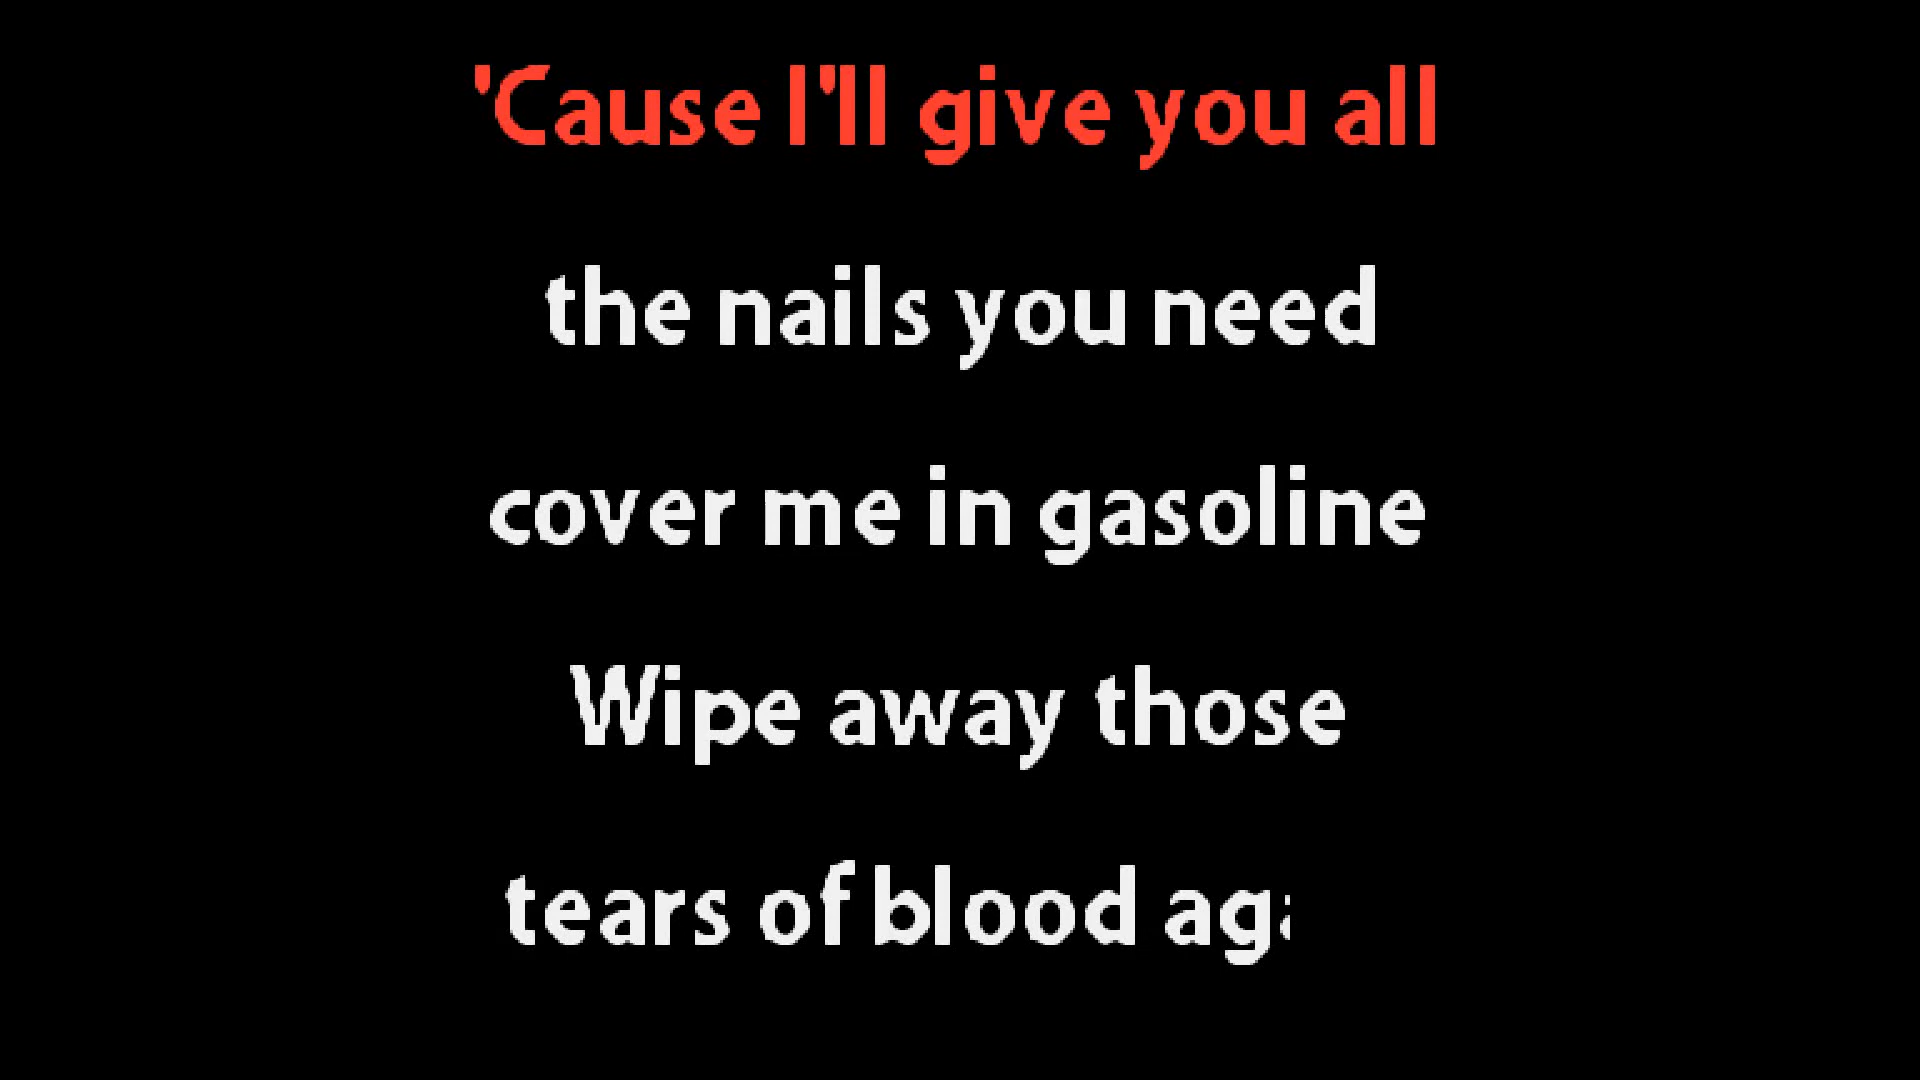 'Cause I'll give you all
the nails you need
cover me in gasoline
Wipe away those
tears of blood